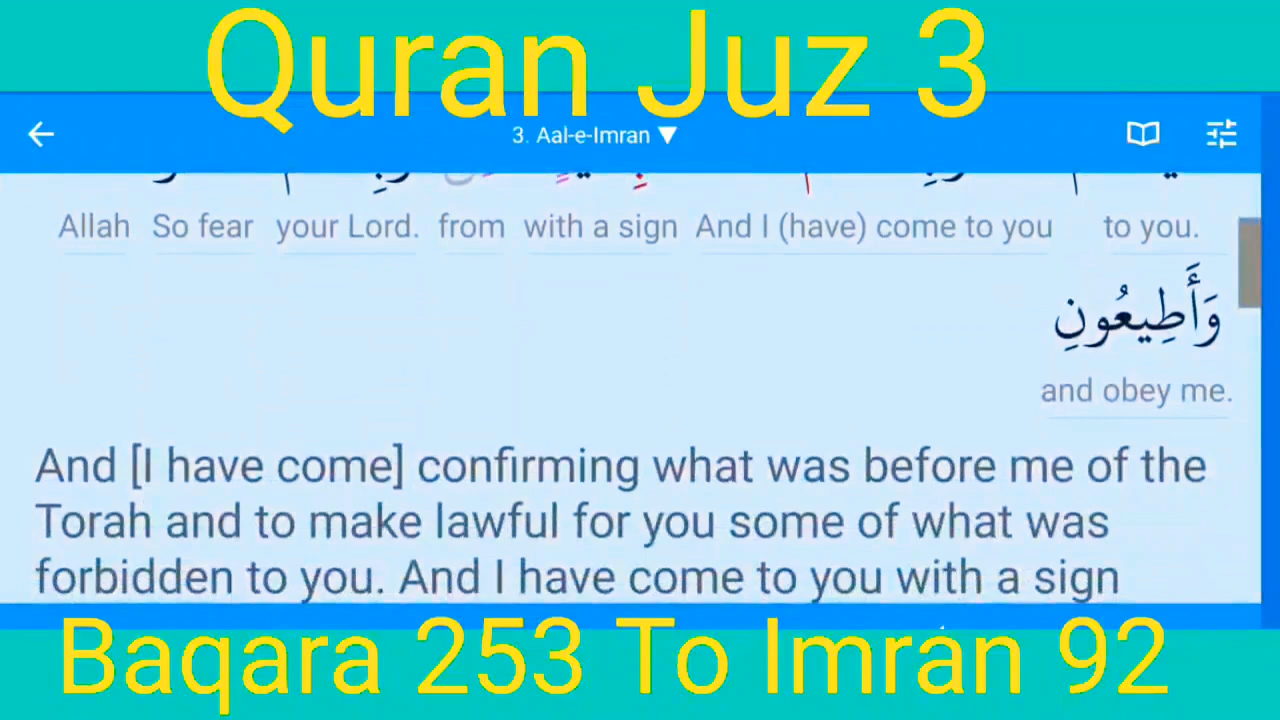 Quran Juz 3
3. Aal-e-Imran ▼
Allah So fear your Lord. from with a sign And I (have) come to you to you.
وَأَطِيعُونِ
and obey me.
And [I have come] confirming what was before me of the
Torah and to make lawful for you some of what was
forbidden to you. And I have come to you with a sign
Baqara 253 To Imran 92